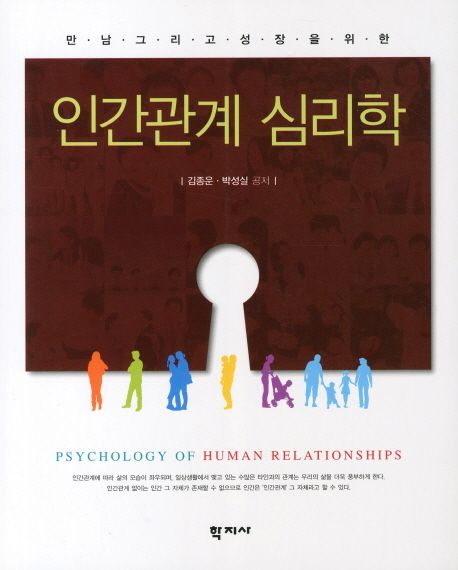 만·남·그·리·고·성·장·을·위·한
인간관계 심리학
| 김종운·박성실 공저 |
PSYCHOLOGY OF HUMAN RELATIONSHIPS
인간관계에 따라 삶의 모습이 좌우되며, 일상생활에서 맺고 있는 수많은 타인과의 관계는 우리의 삶을 더욱 풍부하게 한다.
인간관계 없이는 인간 그 자체가 존재할 수 없으므로 인간은 '인간관계' 그 자체라고 할 수 있다.
학지사